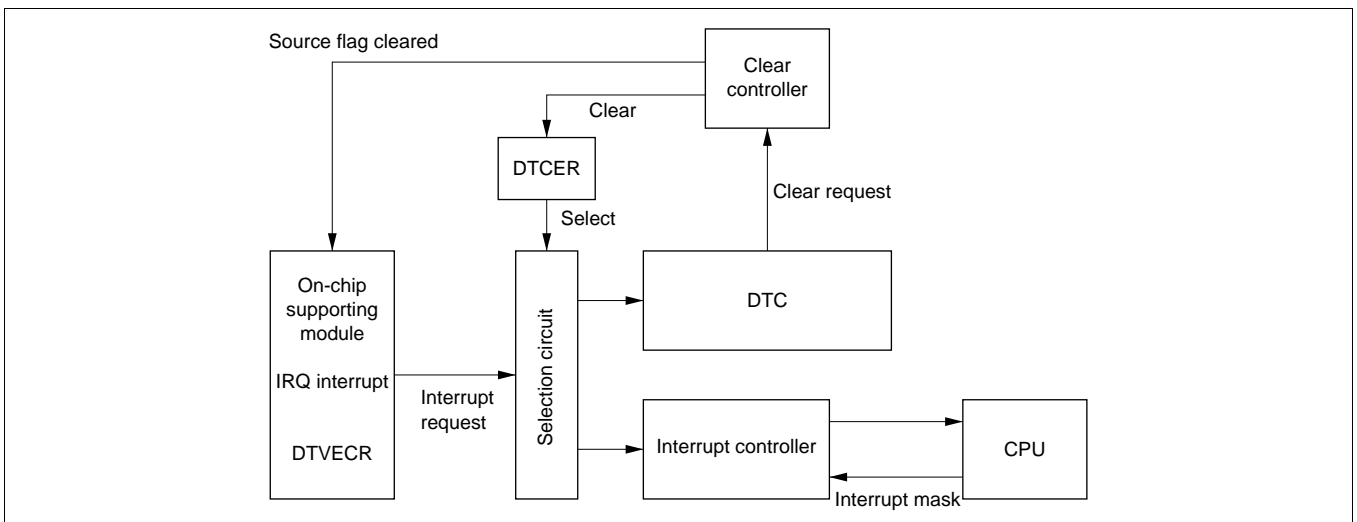 Source flag cleared
Clear
controller
Clear
DTCER
Clear request
Select
On-chip
supporting
module
IRQ interrupt
DTVECR
Interrupt
request
Selection circuit
DTC
Interrupt controller
CPU
Interrupt mask